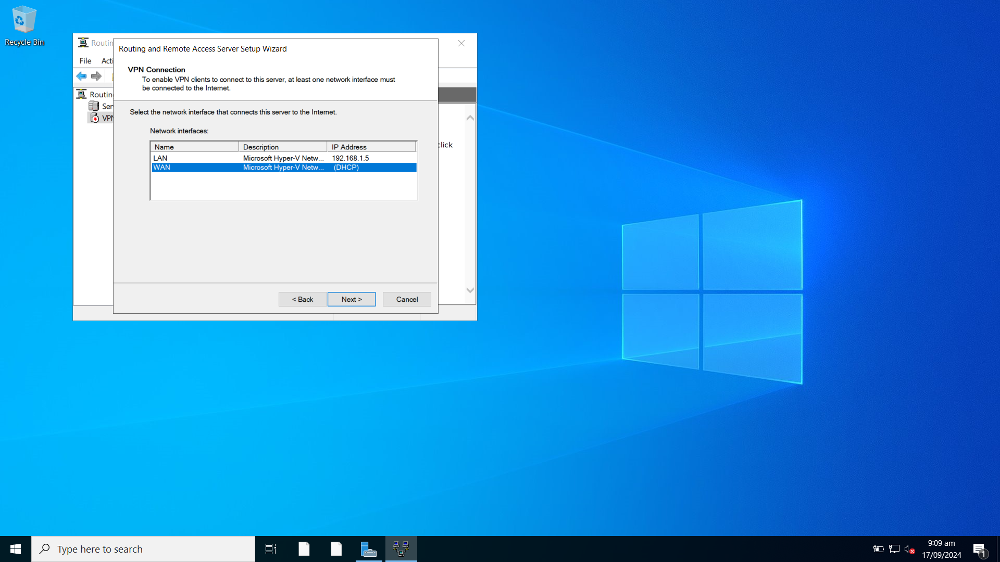 Recycle Bin
Routin
File Acti
Routing and Remote Access Server Setup Wizard
VPN Connection
To enable VPN clients to connect to this server, at least one network interface must
be connected to the Internet.
Routin
Ser
VPN
click
Select the network interface that connects this server to the Internet.
Network interfaces:
Name Description IP Address
LAN Microsoft Hyper-V Netw... 192.168.1.5
WAN Microsoft Hyper-V Netw... (DHCP)
< Back Next > Cancel
Type here to search
9:09 am
17/09/2024
1